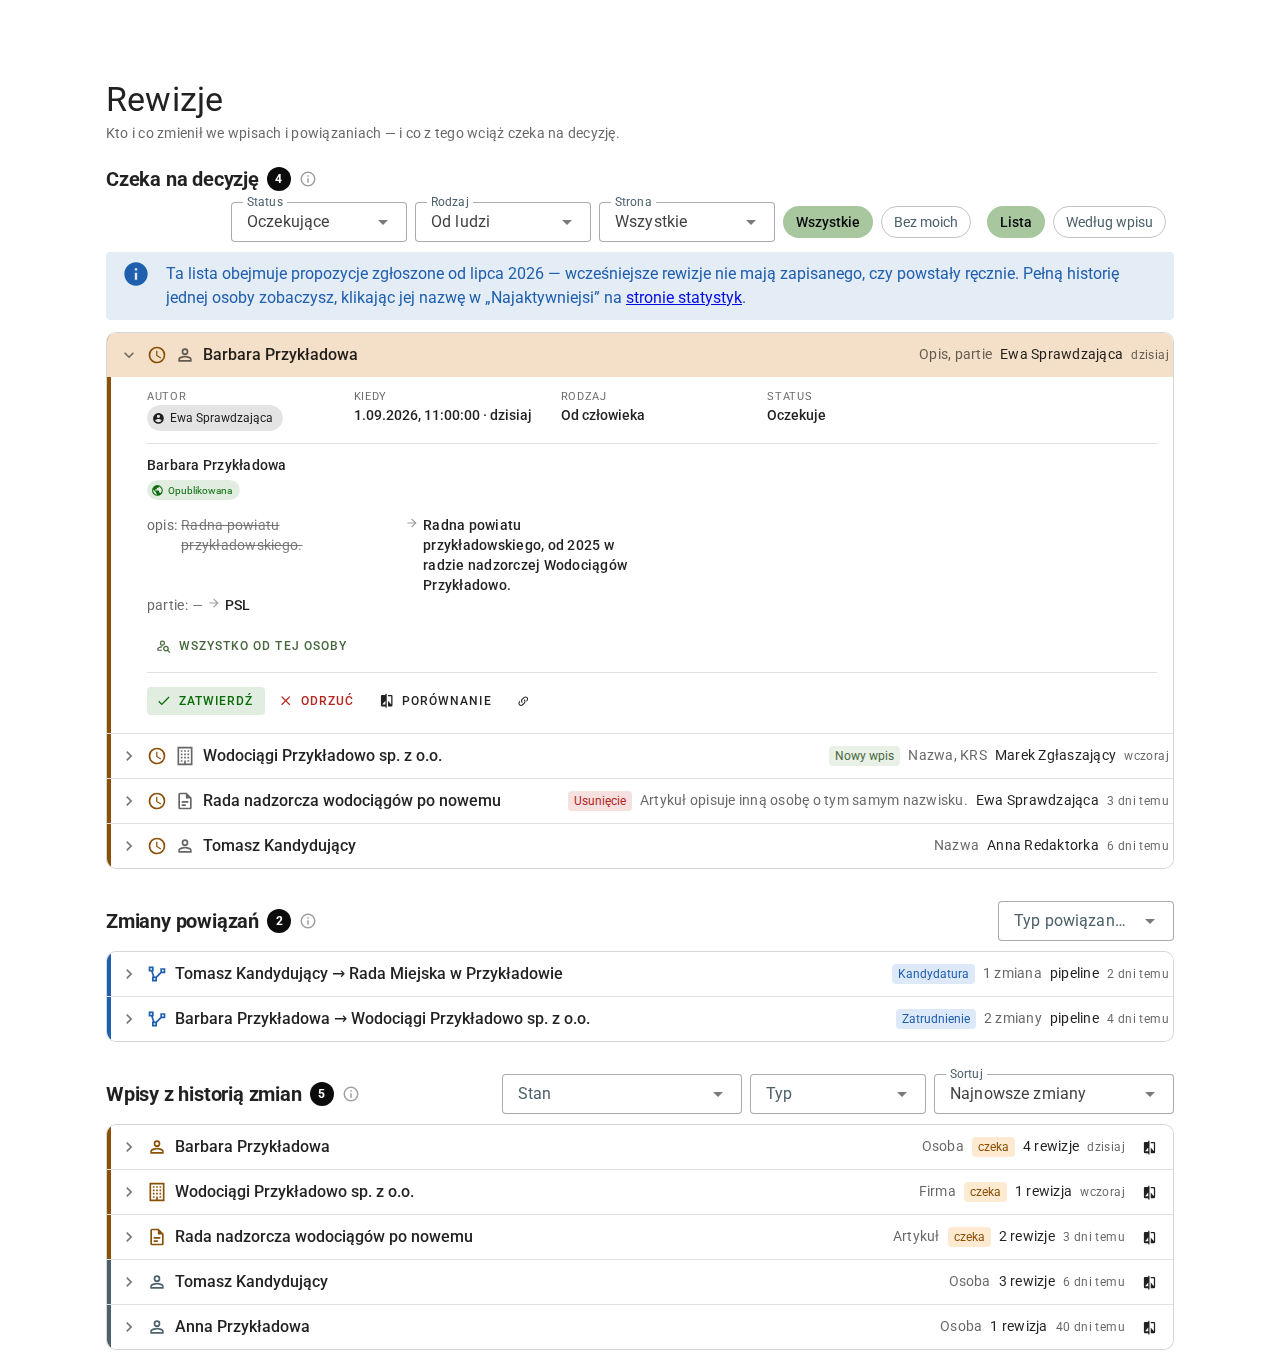 Rewizje
Kto i co zmienił we wpisach i powiązaniach — i co z tego wciąż czeka na decyzję.
Czeka na decyzję 4
Status Rodzaj Strona
Oczekujące Od ludzi Wszystkie Wszystkie Bez moich Lista Według wpisu
Ta lista obejmuje propozycje zgłoszone od lipca 2026 — wcześniejsze rewizje nie mają zapisanego, czy powstały ręcznie. Pełną historię
jednej osoby zobaczysz, klikając jej nazwę w „Najaktywniejsi” na stronie statystyk.
Barbara Przykładowa Opis, partie Ewa Sprawdzająca dzisiaj
AUTOR KIEDY RODZAJ STATUS
Ewa Sprawdzająca 1.09.2026, 11:00:00 · dzisiaj Od człowieka Oczekuje
Barbara Przykładowa
Opublikowana
opis: Radna powiatu → Radna powiatu
przykładowskiego. przykładowskiego, od 2025 w
radzie nadzorczej Wodociągów
Przykładowo.
partie: — → PSL
WSZYSTKO OD TEJ OSOBY
ZATWIERDŹ ODRZUĆ PORÓWNANIE
Wodociągi Przykładowo sp. z o.o. Nowy wpis Nazwa, KRS Marek Zgłaszający wczoraj
Rada nadzorcza wodociągów po nowemu Usunięcie Artykuł opisuje inną osobę o tym samym nazwisku. Ewa Sprawdzająca 3 dni temu
Tomasz Kandydujący Nazwa Anna Redaktorka 6 dni temu
Zmiany powiązań 2 Typ powiązan…
Tomasz Kandydujący → Rada Miejska w Przykładowie Kandydatura 1 zmiana pipeline 2 dni temu
Barbara Przykładowa → Wodociągi Przykładowo sp. z o.o. Zatrudnienie 2 zmiany pipeline 4 dni temu
Sortuj
Wpisy z historią zmian 5 Stan Typ Najnowsze zmiany
Barbara Przykładowa Osoba czeka 4 rewizje dzisiaj
Wodociągi Przykładowo sp. z o.o. Firma czeka 1 rewizja wczoraj
Rada nadzorcza wodociągów po nowemu Artykuł czeka 2 rewizje 3 dni temu
Tomasz Kandydujący Osoba 3 rewizje 6 dni temu
Anna Przykładowa Osoba 1 rewizja 40 dni temu